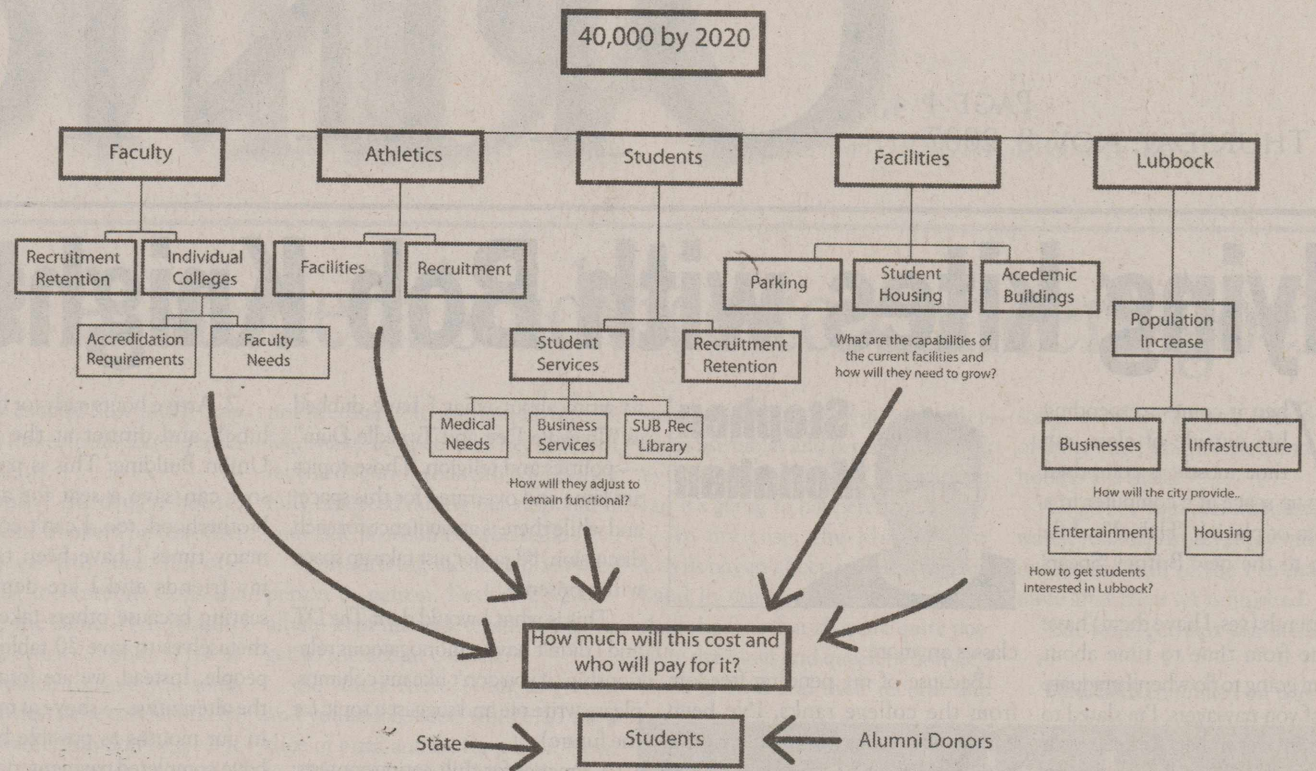 40,000 by 2020
Faculty
Athletics
Students
Facilities
Lubbock
Recruitment
Retention
Individual
Colleges
Facilities
Recruitment
Parking
Student
Housing
Acedemic
Buildings
Accredidation
Requirements
Faculty
Needs
Student
Services
Recruitment
Retention
What are the capabilities of
the current facilities and
how will they need to grow?
Population
Increase
Medical
Needs
Business
Services
SUB ,Rec
Library
How will they adjust to
remain functional?
Businesses
Infrastructure
How will the city provide..
Entertainment
Housing
How to get students
interested in Lubbock?
How much will this cost and
who will pay for it?
State
Students
Alumni Donors